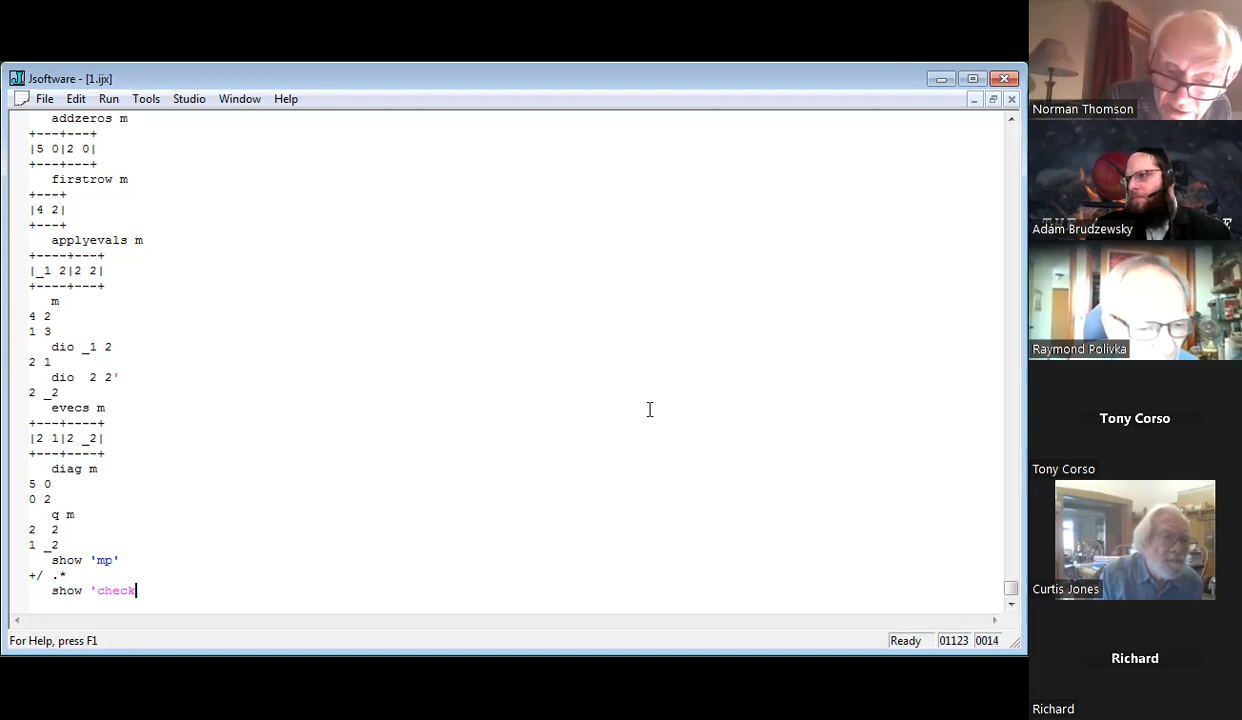 Jsoftware - [1.ijx]
File Edit Run Tools Studio Window Help
addzeros m
+---+---+
|5 0|2 0|
+---+---+
firstrow m
+---+
|4 2|
+---+
applyevals m
+----+---+
|_1 2|2 2|
+----+---+
m
4 2
1 3
dio _1 2
2 1
dio  2 2'
2 _2
evecs m
+---+----+
|2 1|2 _2|
+---+----+
diag m
5 0
0 2
q m
2  2
1 _2
show 'mp'
+/ .*
show 'check
For Help, press F1
Ready 01123 0014
Norman Thomson
Adam Brudzewsky
Raymond Polivka
Tony Corso
Tony Corso
Curtis Jones
Richard
Richard